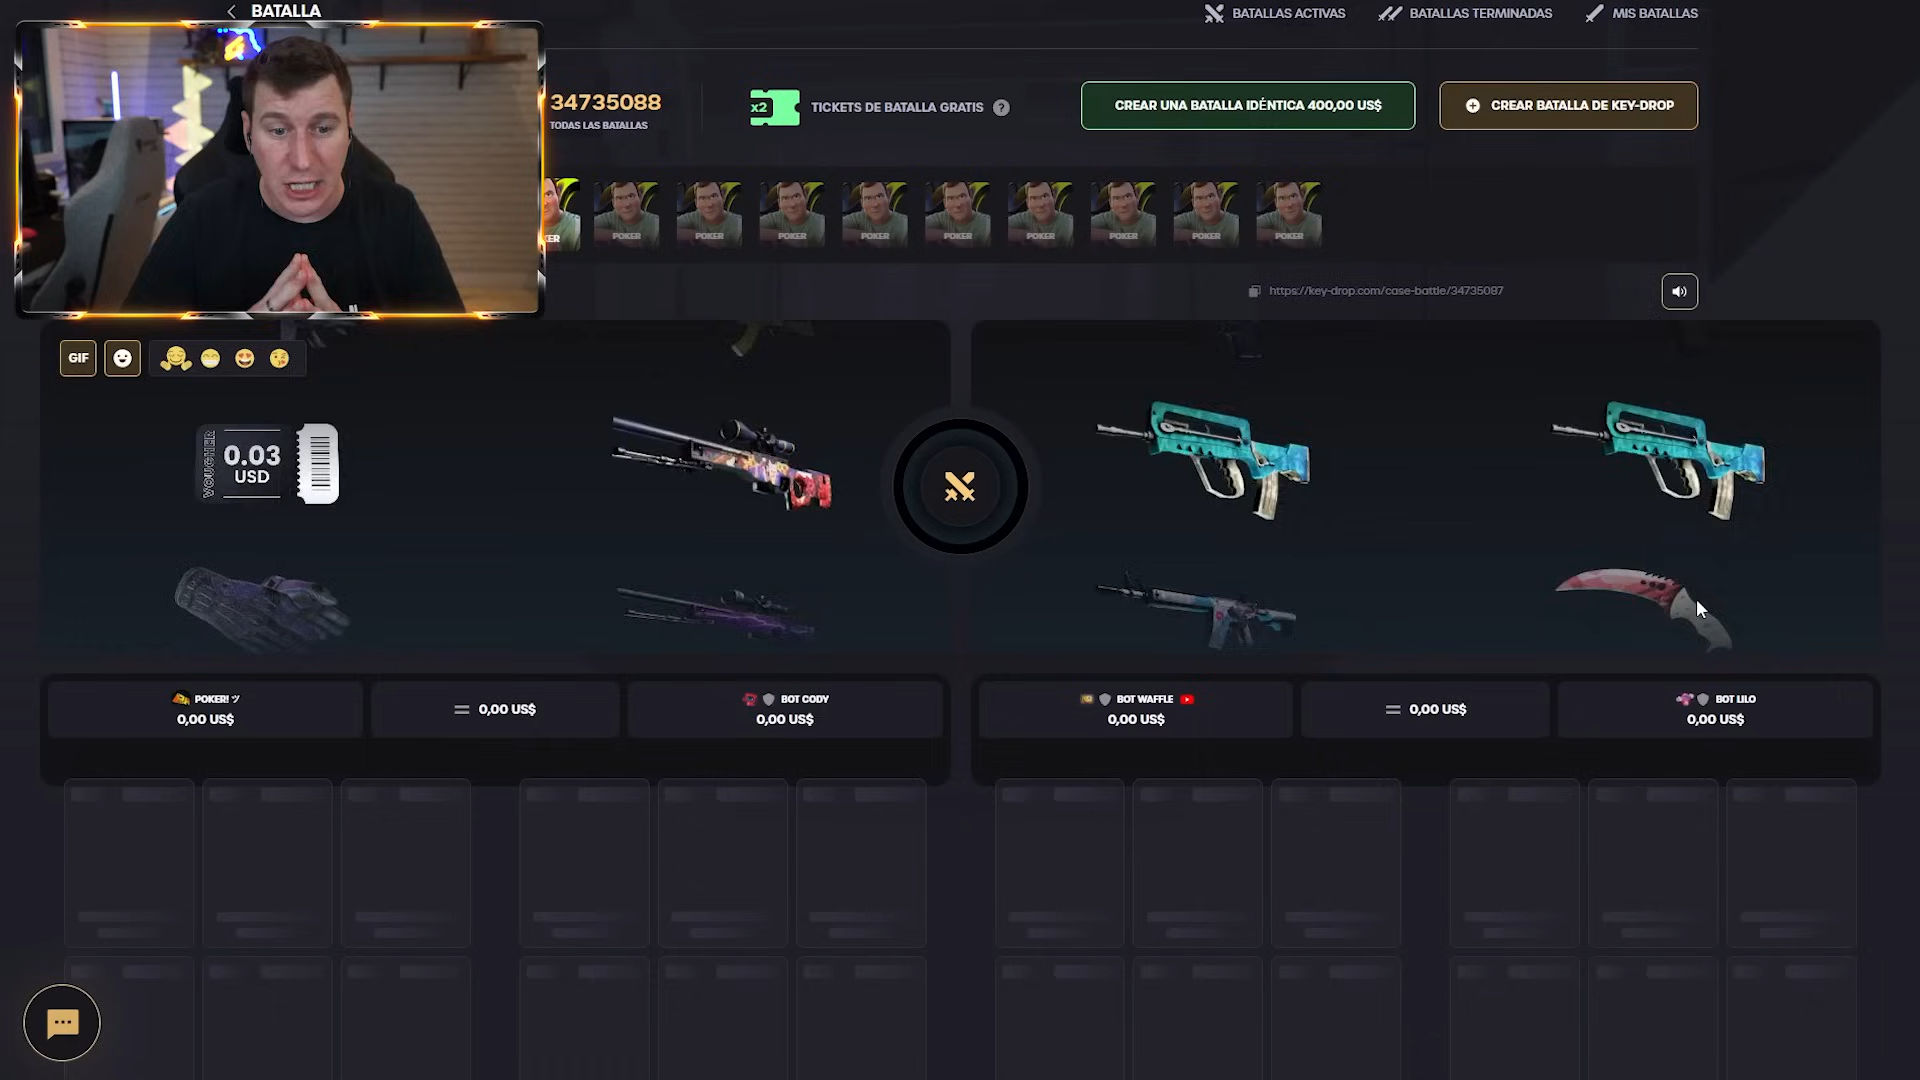 BATALLA
BATALLAS ACTIVAS
BATALLAS TERMINADAS
MIS BATALLAS
34735088
TODAS LAS BATALLAS
x2
TICKETS DE BATALLA GRATIS ?
CREAR UNA BATALLA IDÉNTICA 400,00 US$
CREAR BATALLA DE KEY-DROP
KER
POKER
POKER
POKER
POKER
POKER
POKER
POKER
POKER
POKER
https://key-drop.com/case-battle/34735087
GIF
VOUCHER
0.03
USD
POKER! ツ
0,00 US$
= 0,00 US$
BOT CODY
0,00 US$
BOT WAFFLE
0,00 US$
= 0,00 US$
BOT LILO
0,00 US$